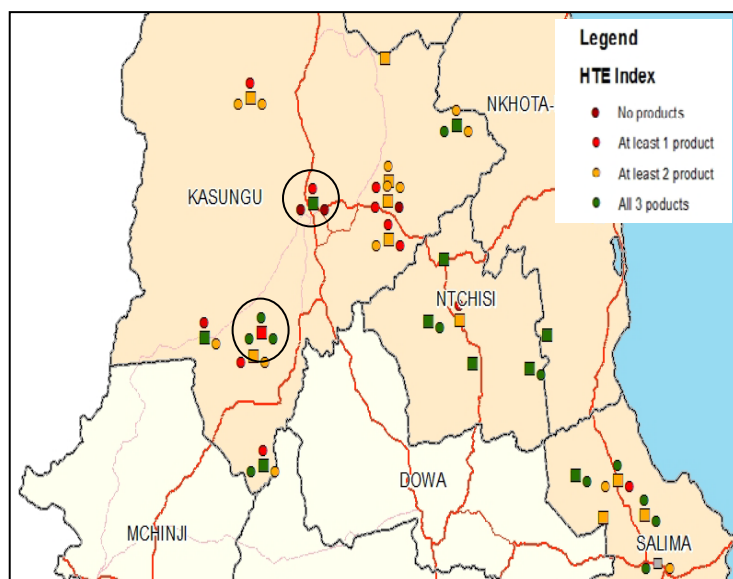 Legend
HTE Index
No products
At least 1 product
At least 2 product
All 3 poducts
NKHOTA-
KASUNGU
NTCHISI
DOWA
MCHINJI
SALIMA